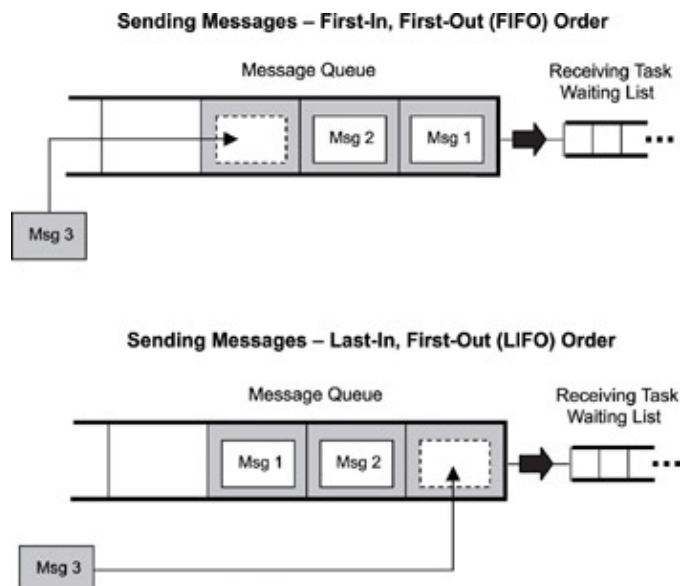 Sending Messages – First-In, First-Out (FIFO) Order
Message Queue
Receiving Task
Waiting List
Msg 2
Msg 1
Msg 3
Sending Messages – Last-In, First-Out (LIFO) Order
Message Queue
Receiving Task
Waiting List
Msg 1
Msg 2
Msg 3